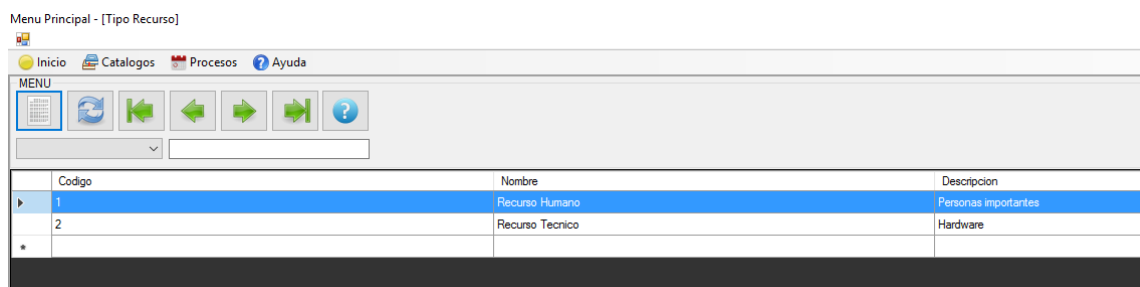 Menu Principal - [Tipo Recurso]
Inicio Catalogos Procesos Ayuda
MENU
Codigo Nombre Descripcion
1 Recurso Humano Personas importantes
2 Recurso Tecnico Hardware